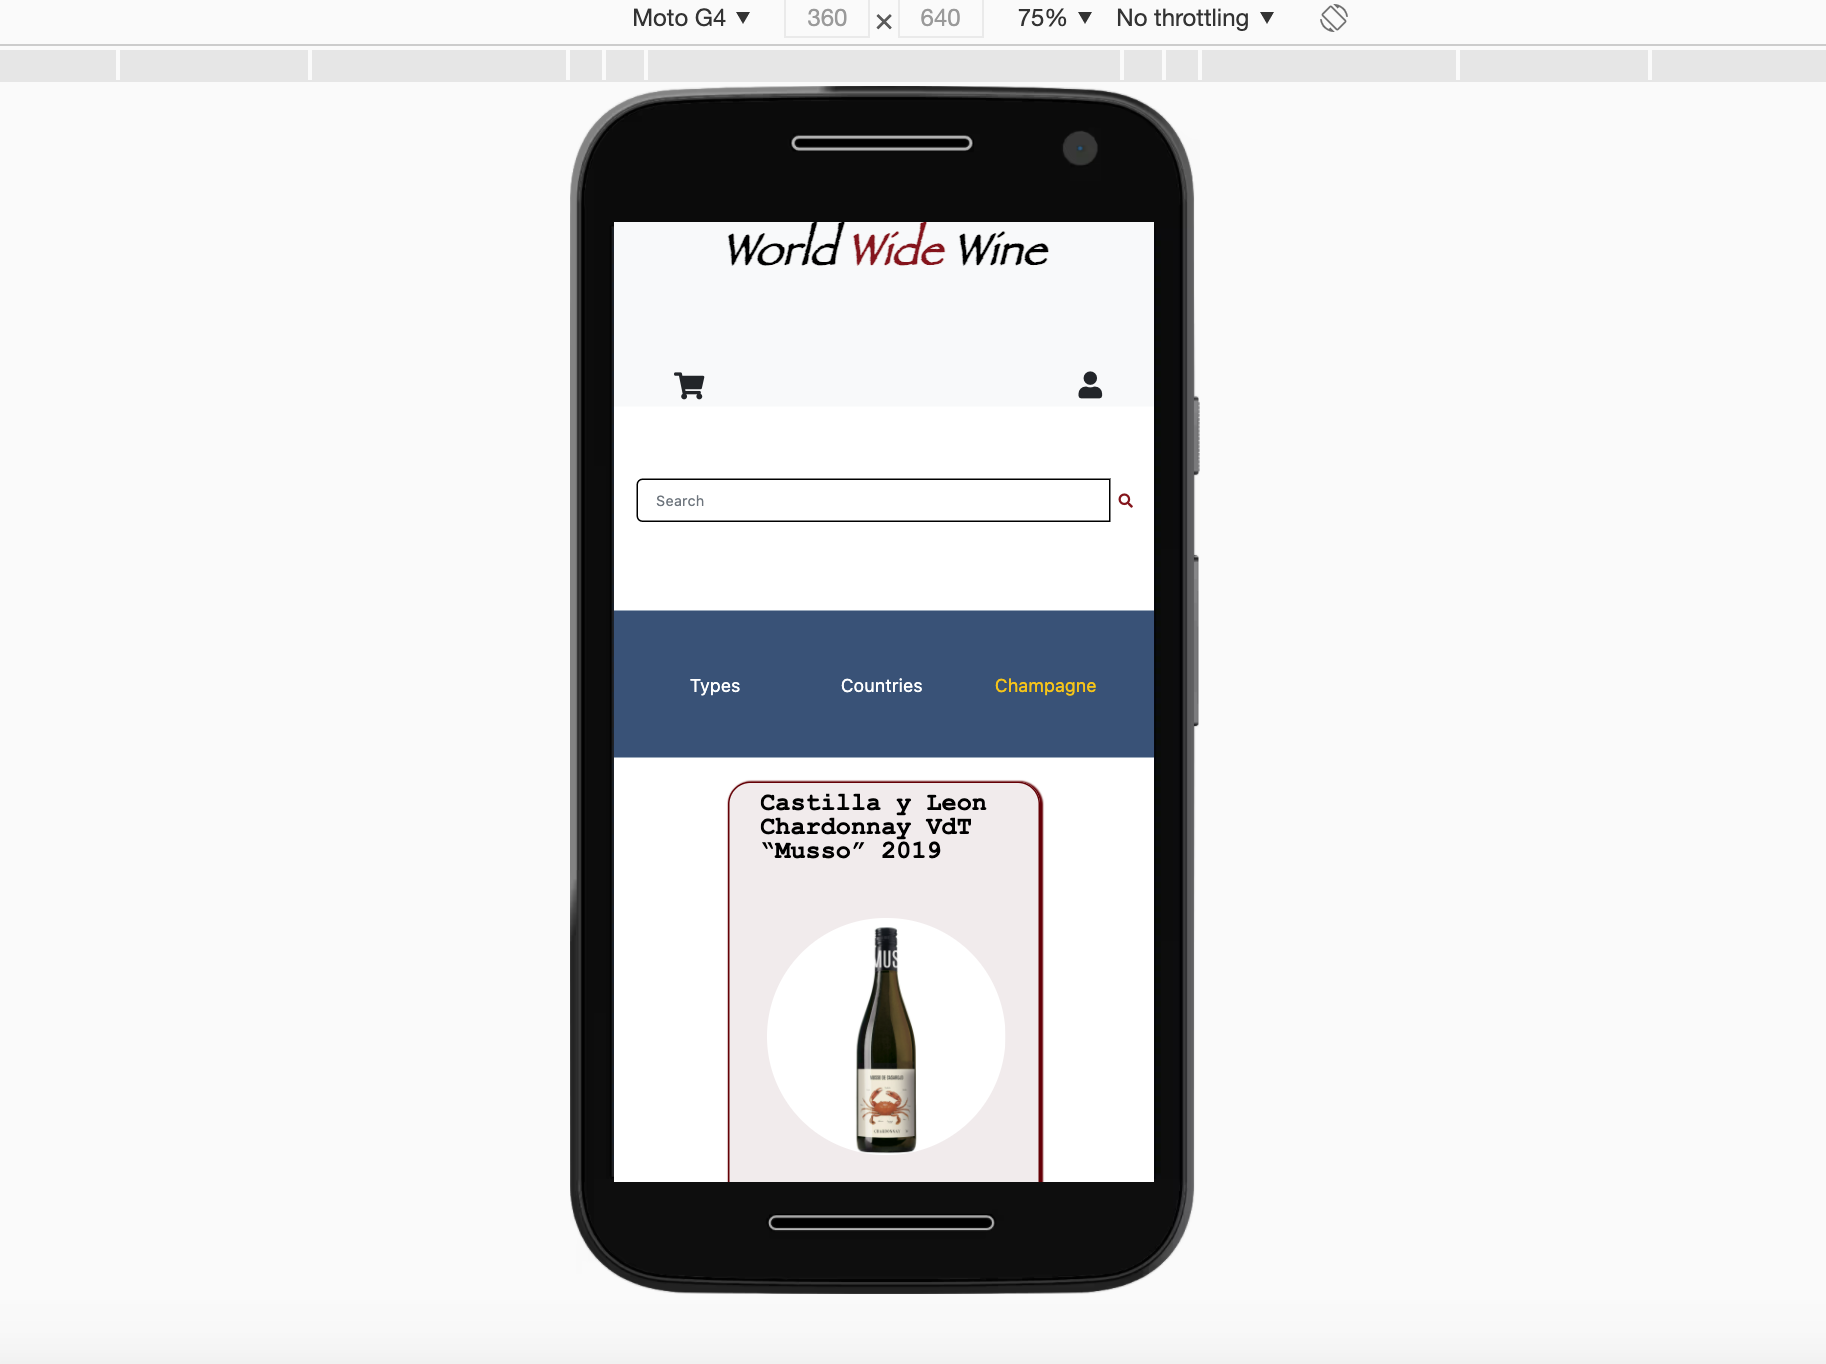 Moto G4 ▼ 360 × 640 75% ▼ No throttling ▼
World Wide Wine
Search
Types Countries Champagne
Castilla y Leon
Chardonnay VdT
“Musso” 2019
MUS